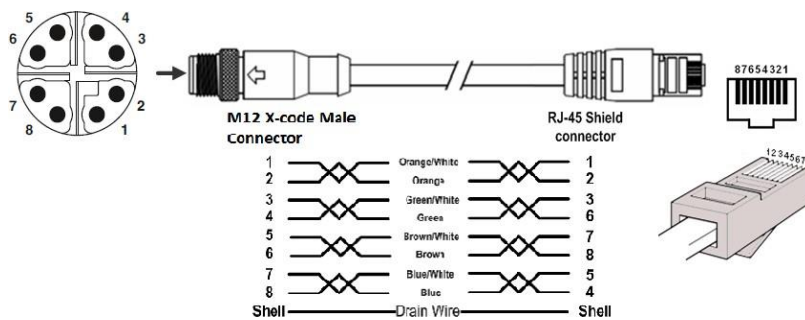 5 4
6 3
7 2
8 1
M12 X-code Male
Connector
RJ-45 Shield
connector
87654321
1234567
1 Orange/White 1
2 Orange 2
3 Green/White 3
4 Green 6
5 Brown/White 7
6 Brown 8
7 Blue/White 5
8 Blue 4
Shell Drain Wire Shell